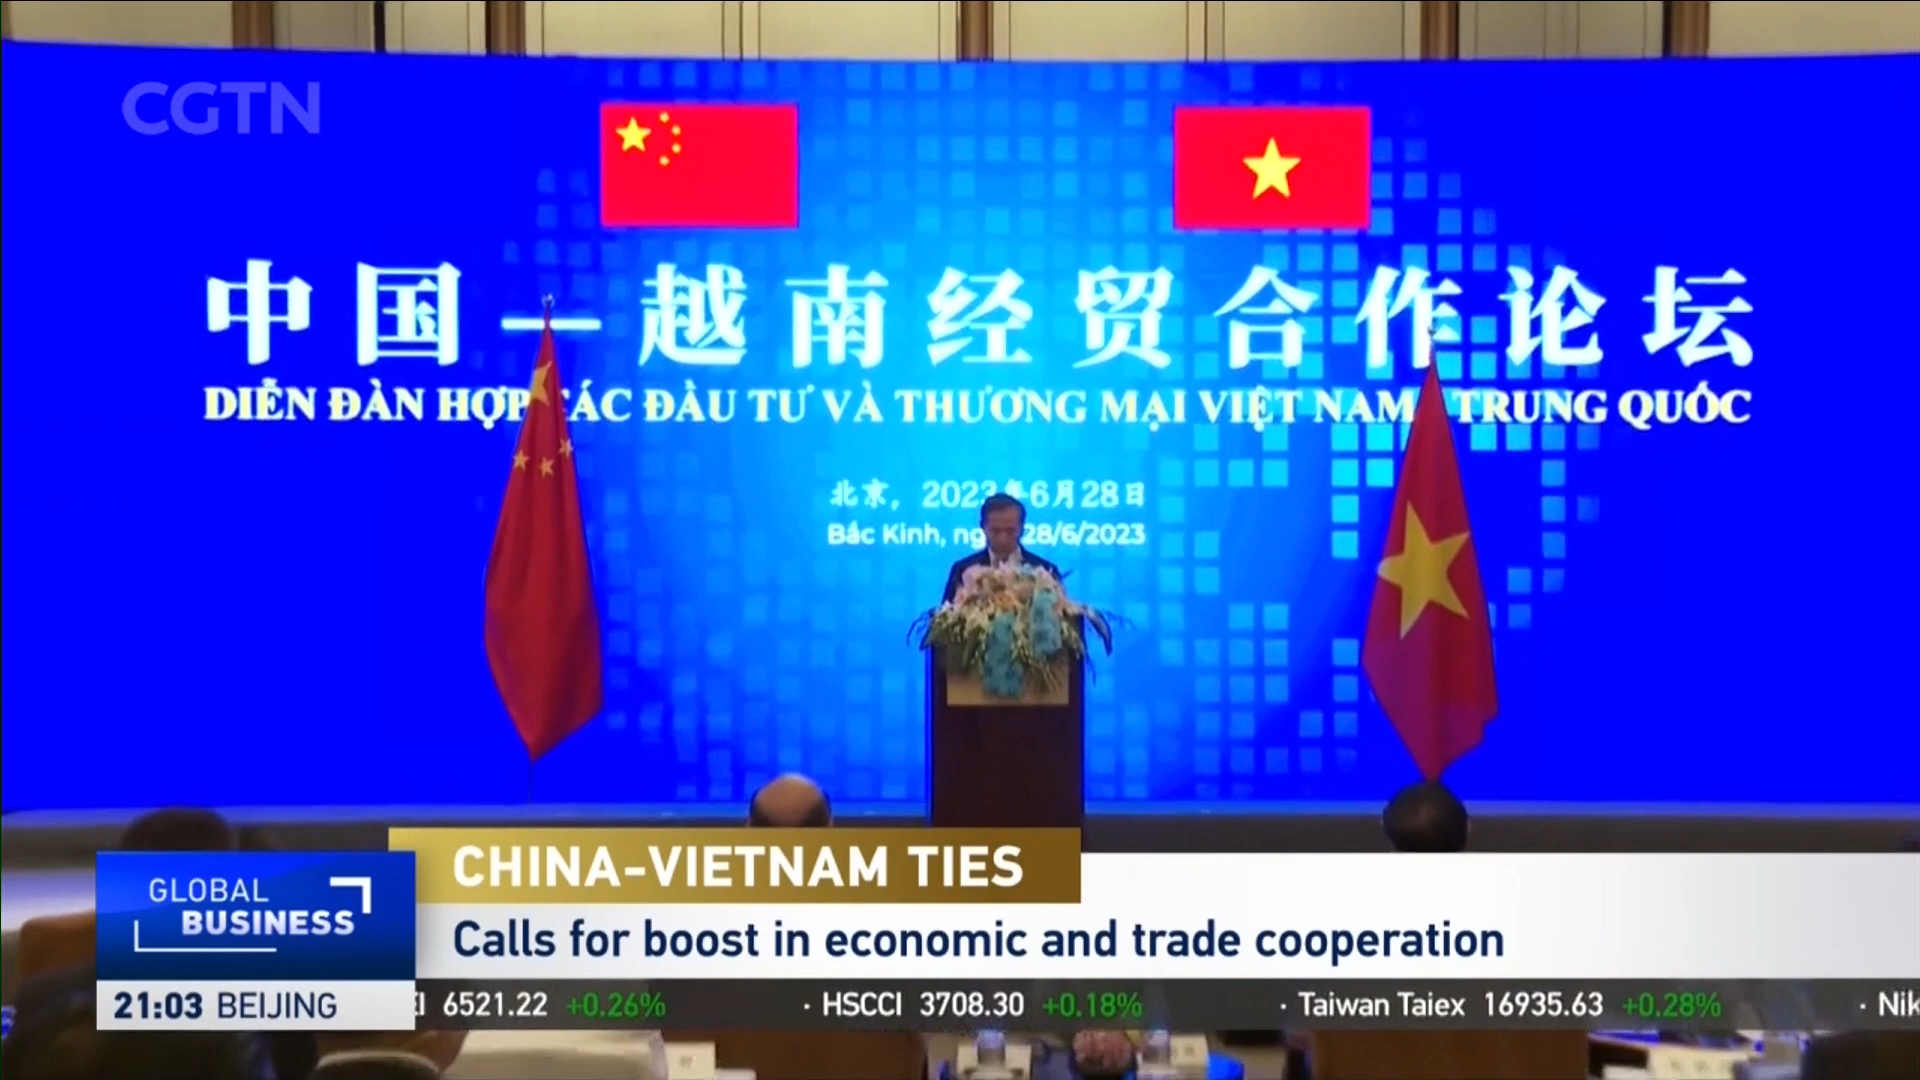 CGTN
中国—越南经贸合作论坛
DIỄN ĐÀN HỢP TÁC ĐẦU TƯ VÀ THƯƠNG MẠI VIỆT NAM TRUNG QUỐC
北京，2023年6月28日
Bắc Kinh, 28/6/2023
CHINA-VIETNAM TIES
GLOBAL BUSINESS
Calls for boost in economic and trade cooperation
21:03 BEIJING
6521.22 +0.26% · HSCCI 3708.30 +0.18% · Taiwan Taiex 16935.63 +0.28% · Nik